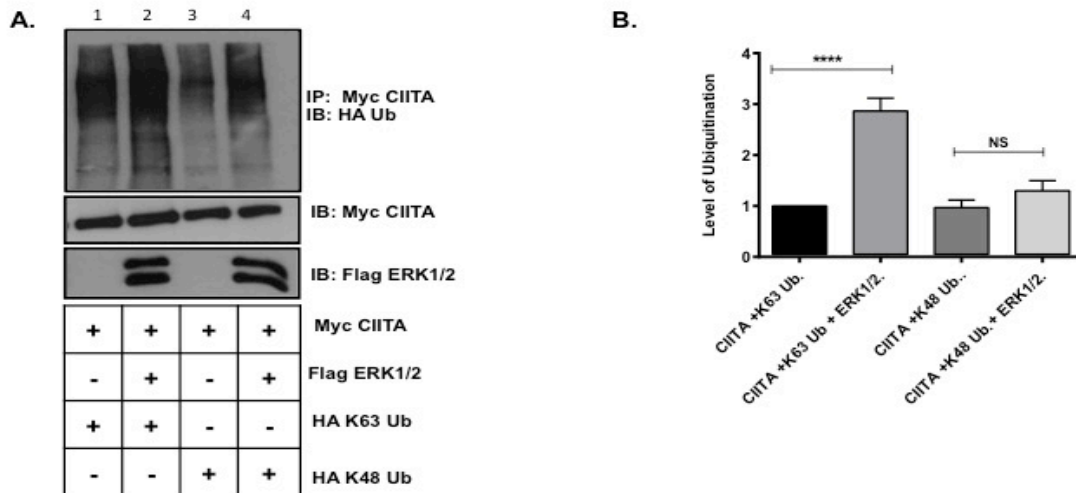 A.
1 2 3 4
IP: Myc CIITA
IB: HA Ub
IB: Myc CIITA
IB: Flag ERK1/2
+ + + + Myc CIITA
- + - + Flag ERK1/2
+ + - - HA K63 Ub
- - + + HA K48 Ub
B.
Level of Ubiquitination
4
3
2
1
0
****
NS
CIITA +K63 Ub.
CIITA +K63 Ub + ERK1/2.
CIITA +K48 Ub..
CIITA +K48 Ub. + ERK1/2.